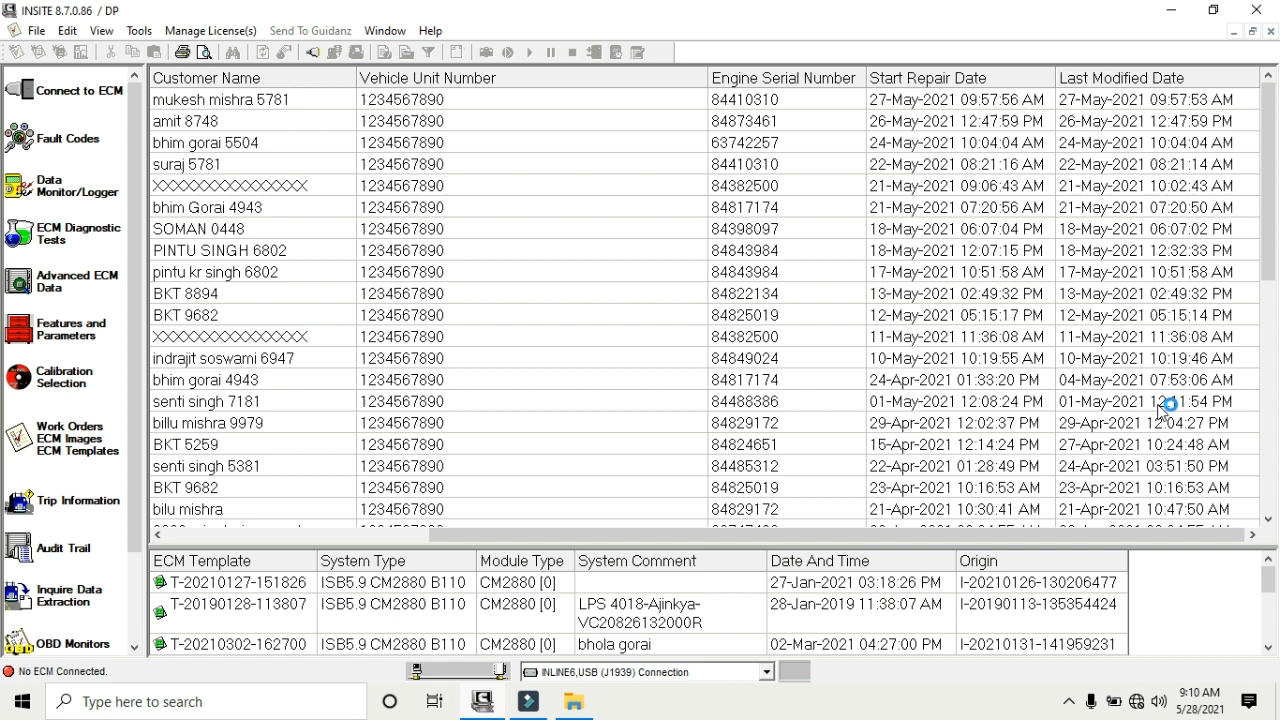 INSITE 8.7.0.86 / DP
File Edit View Tools Manage License(s) Send To Guidanz Window Help
Connect to ECM
Fault Codes
Data
Monitor/Logger
ECM Diagnostic
Tests
Advanced ECM
Data
Features and
Parameters
Calibration
Selection
Work Orders
ECM Images
ECM Templates
Trip Information
Audit Trail
Inquire Data
Extraction
OBD Monitors
Customer Name Vehicle Unit Number Engine Serial Number Start Repair Date Last Modified Date
mukesh mishra 5781 1234567890 84410310 27-May-2021 09:57:56 AM 27-May-2021 09:57:53 AM
amit 8748 1234567890 84873461 26-May-2021 12:47:59 PM 26-May-2021 12:47:59 PM
bhim gorai 5504 1234567890 63742257 24-May-2021 10:04:04 AM 24-May-2021 10:04:04 AM
suraj 5781 1234567890 84410310 22-May-2021 08:21:16 AM 22-May-2021 08:21:14 AM
XXXXXXXXXXXXXXXX 1234567890 84382500 21-May-2021 09:06:43 AM 21-May-2021 10:02:43 AM
bhim Gorai 4943 1234567890 84817174 21-May-2021 07:20:56 AM 21-May-2021 07:20:50 AM
SOMAN 0448 1234567890 84398097 18-May-2021 06:07:04 PM 18-May-2021 06:07:02 PM
PINTU SINGH 6802 1234567890 84843984 18-May-2021 12:07:15 PM 18-May-2021 12:32:33 PM
pintu kr singh 6802 1234567890 84843984 17-May-2021 10:51:58 AM 17-May-2021 10:51:58 AM
BKT 8894 1234567890 84822134 13-May-2021 02:49:32 PM 13-May-2021 02:49:32 PM
BKT 9682 1234567890 84825019 12-May-2021 05:15:17 PM 12-May-2021 05:15:14 PM
XXXXXXXXXXXXXXXX 1234567890 84382500 11-May-2021 11:36:08 AM 11-May-2021 11:36:08 AM
indrajit soswami 6947 1234567890 84849024 10-May-2021 10:19:55 AM 10-May-2021 10:19:46 AM
bhim gorai 4943 1234567890 84817174 24-Apr-2021 01:33:20 PM 04-May-2021 07:53:06 AM
senti singh 7181 1234567890 84488386 01-May-2021 12:08:24 PM 01-May-2021 PM
billu mishra 9979 1234567890 84829172 29-Apr-2021 12:02:37 PM 29-Apr-2021 12:04:27 PM
BKT 5259 1234567890 84824651 15-Apr-2021 12:14:24 PM 27-Apr-2021 10:24:48 AM
senti singh 5381 1234567890 84485312 22-Apr-2021 01:28:49 PM 24-Apr-2021 03:51:50 PM
BKT 9682 1234567890 84825019 23-Apr-2021 10:16:53 AM 23-Apr-2021 10:16:53 AM
bilu mishra 1234567890 84829172 21-Apr-2021 10:30:41 AM 21-Apr-2021 10:47:50 AM
ECM Template System Type Module Type System Comment Date And Time Origin
T-20210127-151826 ISB5.9 CM2880 B110 CM2880 [0] 27-Jan-2021 03:18:26 PM I-20210126-130206477
T-20190128-113807 ISB5.9 CM2880 B110 CM2880 [0] LPS 4018-Ajinkya- 28-Jan-2019 11:38:07 AM I-20190113-135354424
VC20826132000R
T-20210302-162700 ISB5.9 CM2880 B110 CM2880 [0] bhola gorai 02-Mar-2021 04:27:00 PM I-20210131-141959231
No ECM Connected. INLINE6,USB (J1939) Connection
Type here to search
9:10 AM
5/28/2021